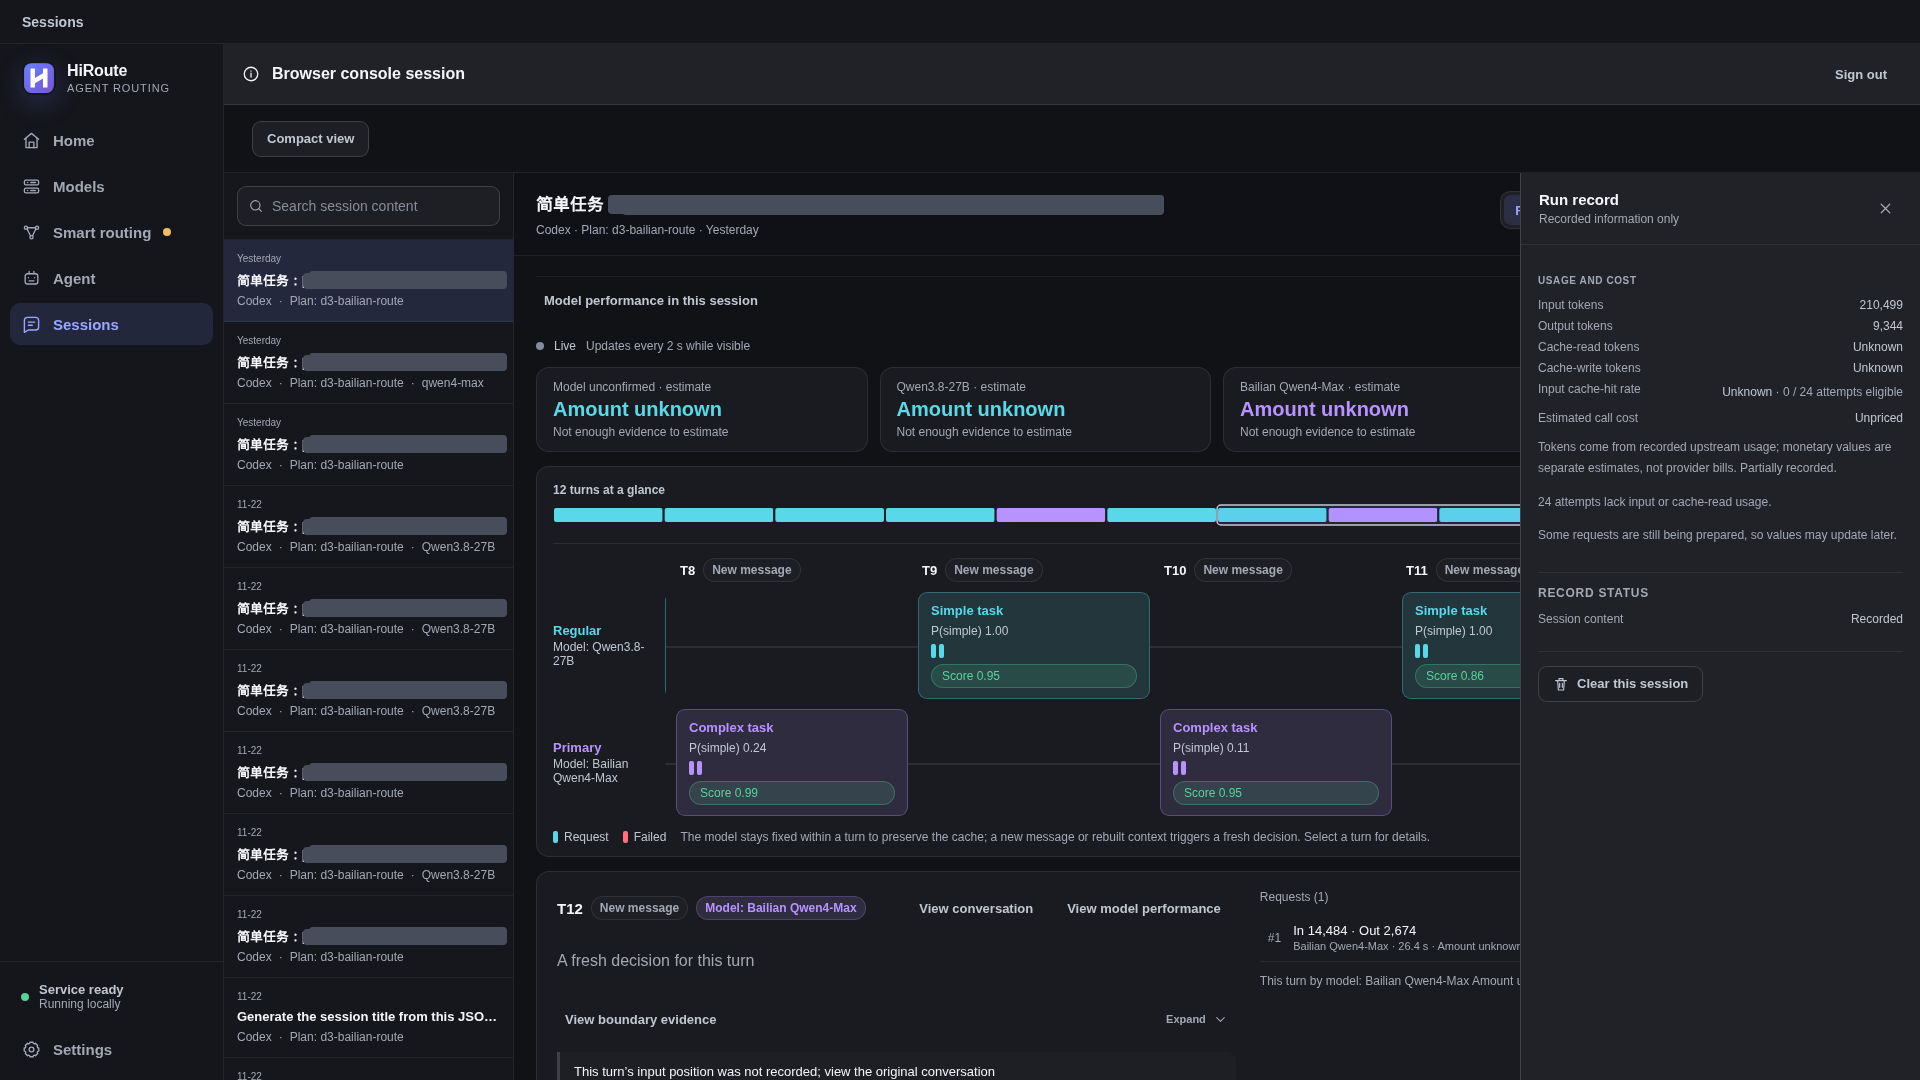 Sessions
HiRoute
AGENT ROUTING
Home
Models
Smart routing
Agent
Sessions
Service ready
Running locally
Settings
Browser console session
Sign out
Compact view
Search session content
Yesterday
简单任务：
Codex · Plan: d3-bailian-route
Yesterday
简单任务：
Codex · Plan: d3-bailian-route · qwen4-max
Yesterday
简单任务：
Codex · Plan: d3-bailian-route
11-22
简单任务：
Codex · Plan: d3-bailian-route · Qwen3.8-27B
11-22
简单任务：
Codex · Plan: d3-bailian-route · Qwen3.8-27B
11-22
简单任务：
Codex · Plan: d3-bailian-route · Qwen3.8-27B
11-22
简单任务：
Codex · Plan: d3-bailian-route
11-22
简单任务：
Codex · Plan: d3-bailian-route · Qwen3.8-27B
11-22
简单任务：
Codex · Plan: d3-bailian-route
11-22
Generate the session title from this JSO…
Codex · Plan: d3-bailian-route
11-22
简单任务
Codex · Plan: d3-bailian-route · Yesterday
Model performance in this session
Live Updates every 2 s while visible
Model unconfirmed · estimate
Amount unknown
Not enough evidence to estimate
Qwen3.8-27B · estimate
Amount unknown
Not enough evidence to estimate
Bailian Qwen4-Max · estimate
Amount unknown
Not enough evidence to estimate
12 turns at a glance
T8 New message
T9 New message
T10 New message
T11 New message
Regular
Model: Qwen3.8-
27B
Simple task
P(simple) 1.00
Score 0.95
Simple task
P(simple) 1.00
Score 0.86
Primary
Model: Bailian
Qwen4-Max
Complex task
P(simple) 0.24
Score 0.99
Complex task
P(simple) 0.11
Score 0.95
Request Failed The model stays fixed within a turn to preserve the cache; a new message or rebuilt context triggers a fresh decision. Select a turn for details.
T12 New message Model: Bailian Qwen4-Max View conversation View model performance
A fresh decision for this turn
View boundary evidence Expand
This turn's input position was not recorded; view the original conversation
Requests (1)
#1 In 14,484 · Out 2,674
Bailian Qwen4-Max · 26.4 s · Amount unknown
This turn by model: Bailian Qwen4-Max Amount
Run record
Recorded information only
USAGE AND COST
Input tokens 210,499
Output tokens 9,344
Cache-read tokens Unknown
Cache-write tokens Unknown
Input cache-hit rate Unknown · 0 / 24 attempts eligible
Estimated call cost Unpriced
Tokens come from recorded upstream usage; monetary values are
separate estimates, not provider bills. Partially recorded.
24 attempts lack input or cache-read usage.
Some requests are still being prepared, so values may update later.
RECORD STATUS
Session content Recorded
Clear this session